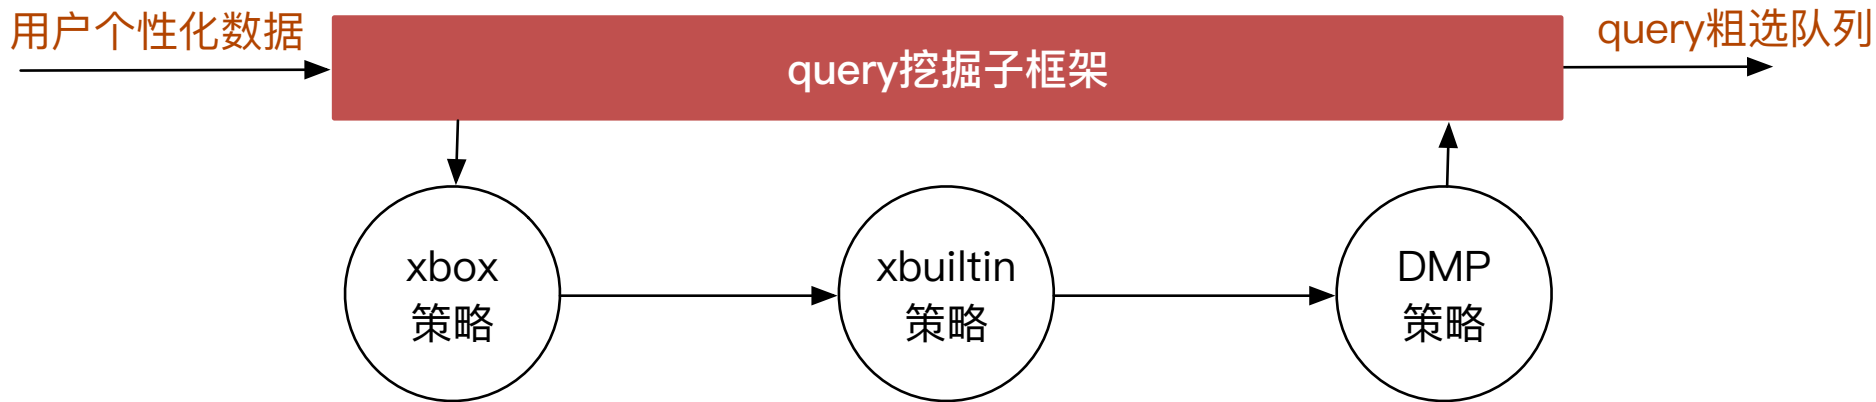 用户个性化数据
query粗选队列
query挖掘子框架
xbox
策略
xbuiltin
策略
DMP
策略